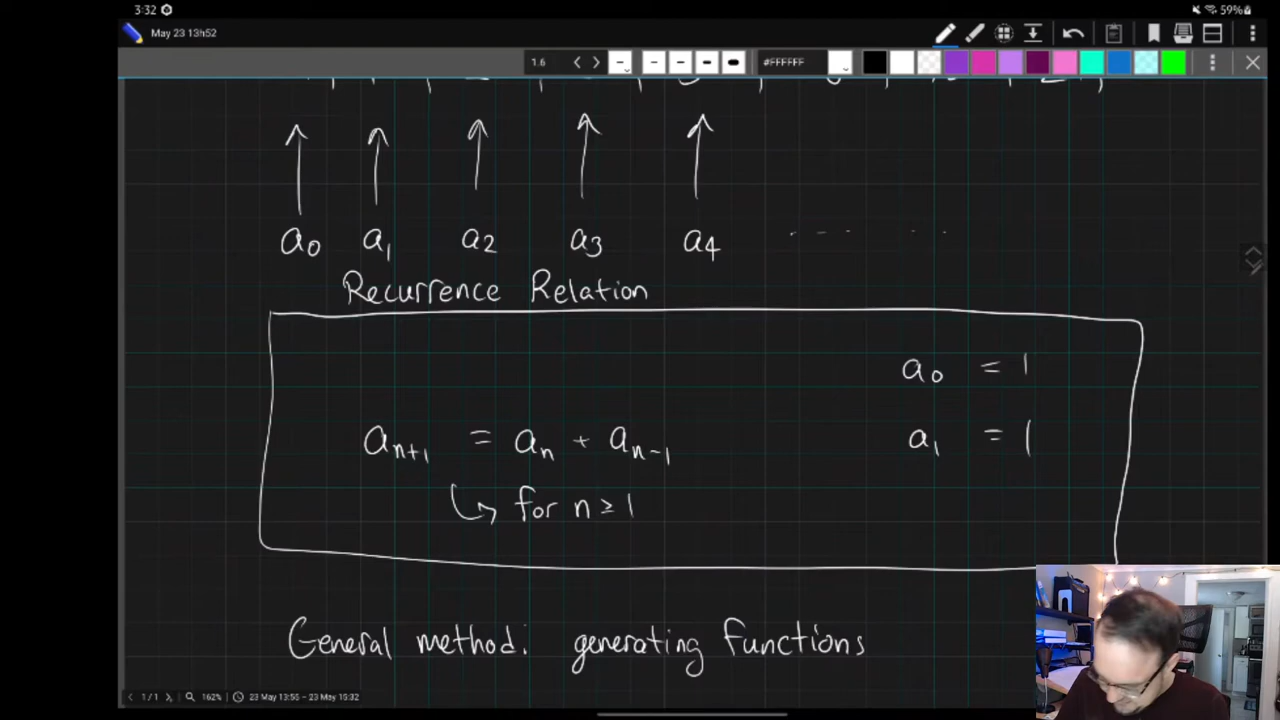 3:32 59%
May 23 13h52
1.6 #FFFFFF
a₀ a₁ a₂ a₃ a₄ ---- --
Recurrence Relation
a₀ = 1
aₙ₊₁ = aₙ + aₙ₋₁ a₁ = 1
↳ for n ≥ 1
General method: generating functions
1/1 162% 23 May 13:55 – 23 May 15:32